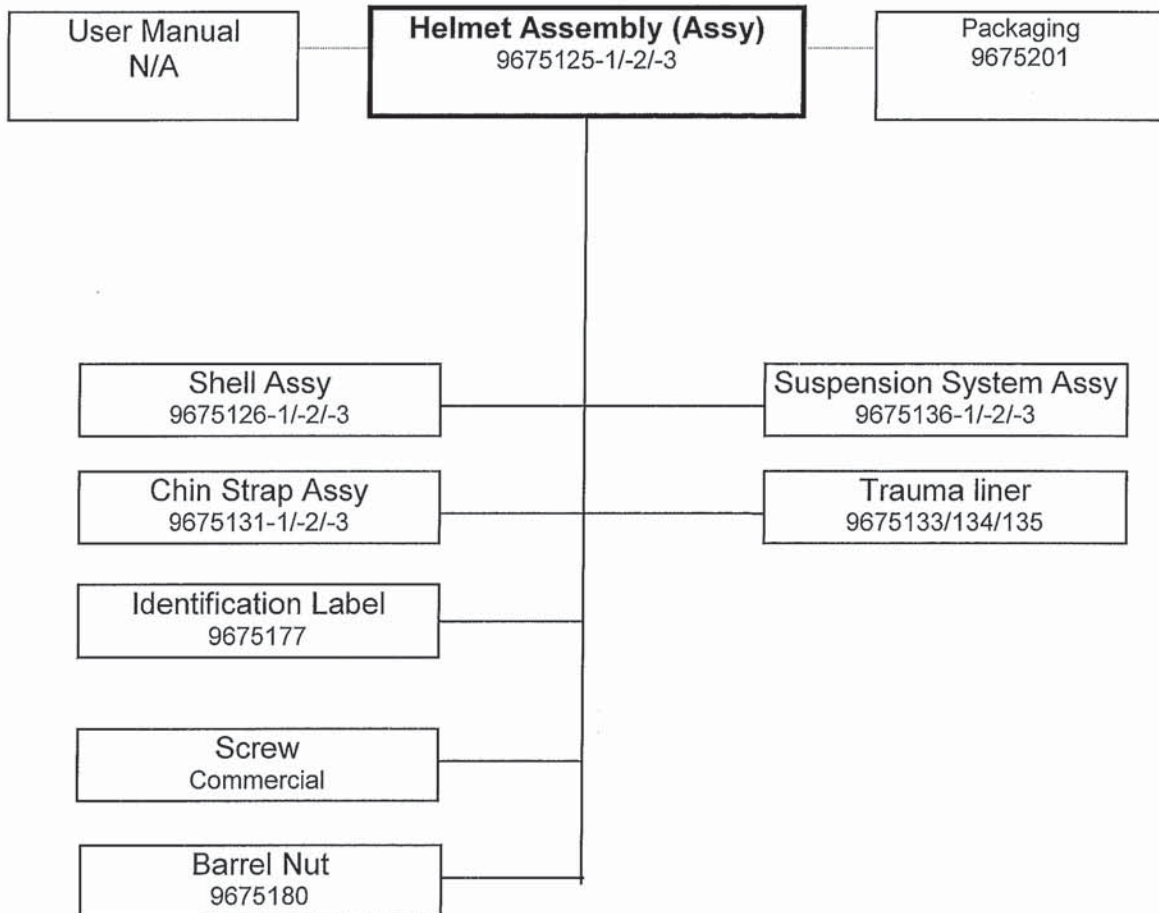 User Manual
N/A
Helmet Assembly (Assy)
9675125-1/-2/-3
Packaging
9675201
Shell Assy
9675126-1/-2/-3
Suspension System Assy
9675136-1/-2/-3
Chin Strap Assy
9675131-1/-2/-3
Trauma liner
9675133/134/135
Identification Label
9675177
Screw
Commercial
Barrel Nut
9675180